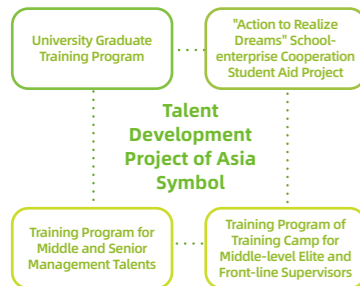 University Graduate
Training Program
"Action to Realize
Dreams" School-
enterprise Cooperation
Student Aid Project
Talent
Development
Project of Asia
Symbol
Training Program for
Middle and Senior
Management Talents
Training Program of
Training Camp for
Middle-level Elite and
Front-line Supervisors